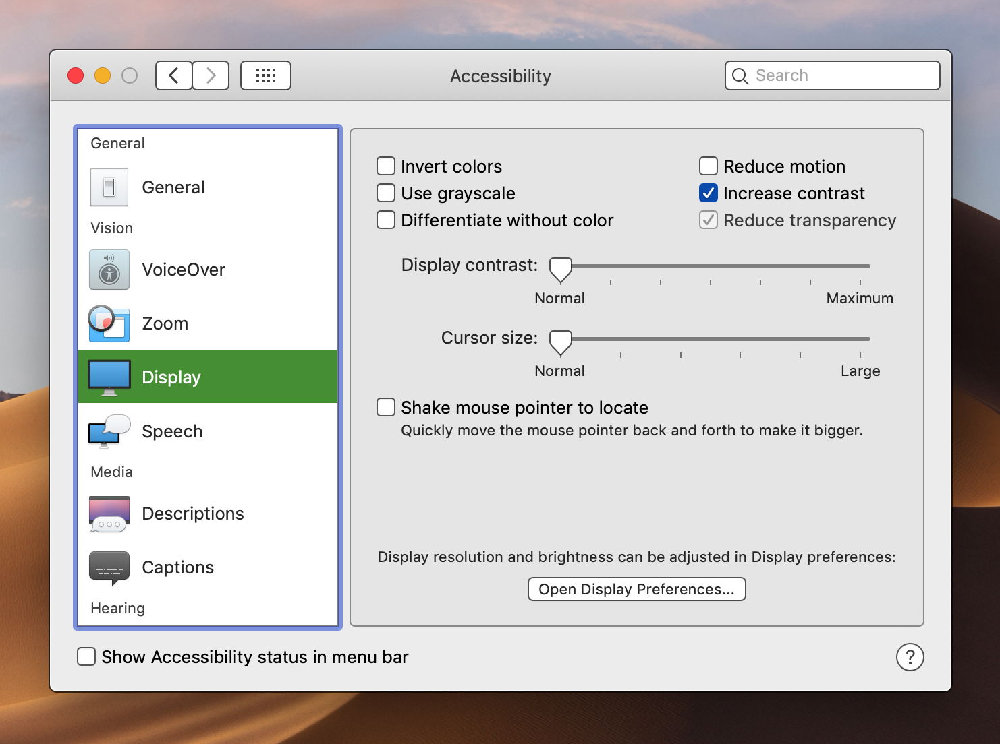 Accessibility
Search
General
General
Vision
VoiceOver
Zoom
Display
Speech
Media
Descriptions
Captions
Hearing
Invert colors
Use grayscale
Differentiate without color
Reduce motion
Increase contrast
Reduce transparency
Display contrast:
Normal Maximum
Cursor size:
Normal Large
Shake mouse pointer to locate
Quickly move the mouse pointer back and forth to make it bigger.
Display resolution and brightness can be adjusted in Display preferences:
Open Display Preferences...
Show Accessibility status in menu bar
?